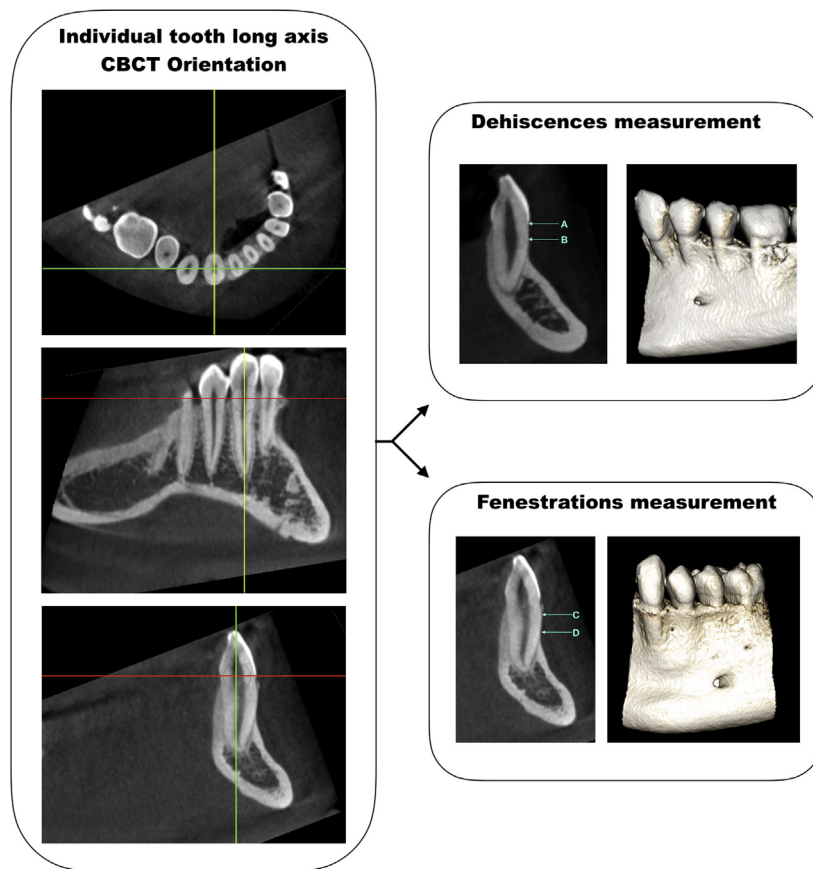 Individual tooth long axis
CBCT Orientation
Dehiscences measurement
A
B
Fenestrations measurement
C
D